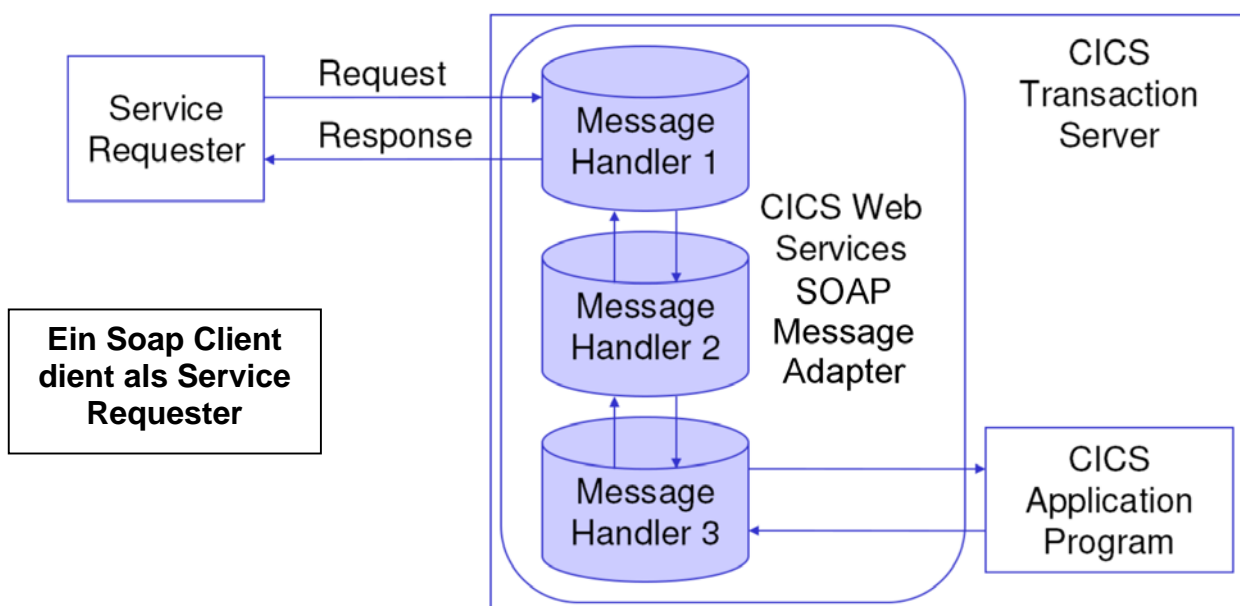 Service
Requester
Request
Response
Message
Handler 1
CICS
Transaction
Server
CICS Web
Services
SOAP
Message
Adapter
Message
Handler 2
Ein Soap Client
dient als Service
Requester
Message
Handler 3
CICS
Application
Program